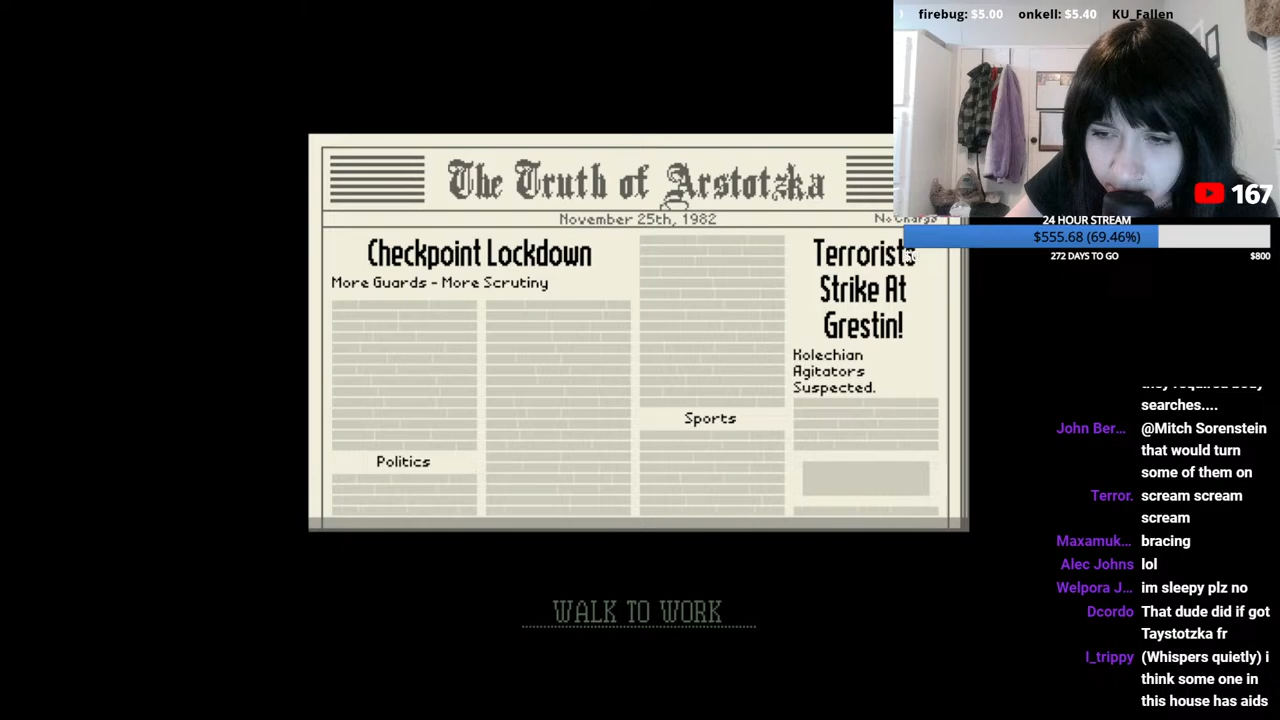 firebug: $5.00 onkell: $5.40 KU_Fallen
The Truth of Arstotzka
November 25th, 1982
No Charge
Checkpoint Lockdown
More Guards - More Scrutiny
Politics
Sports
Terrorists
Strike At
Grestin!
Kolechian
Agitators
Suspected.
WALK TO WORK
167
24 HOUR STREAM
$555.68 (69.46%)
272 DAYS TO GO
$800
searches....
John Ber... @Mitch Sorenstein
that would turn
some of them on
Terror. scream scream
scream
Maxamuk... bracing
Alec Johns lol
Welpora J... im sleepy plz no
Dcordo That dude did if got
Taystotzka fr
I_trippy (Whispers quietly) i
think some one in
this house has aids